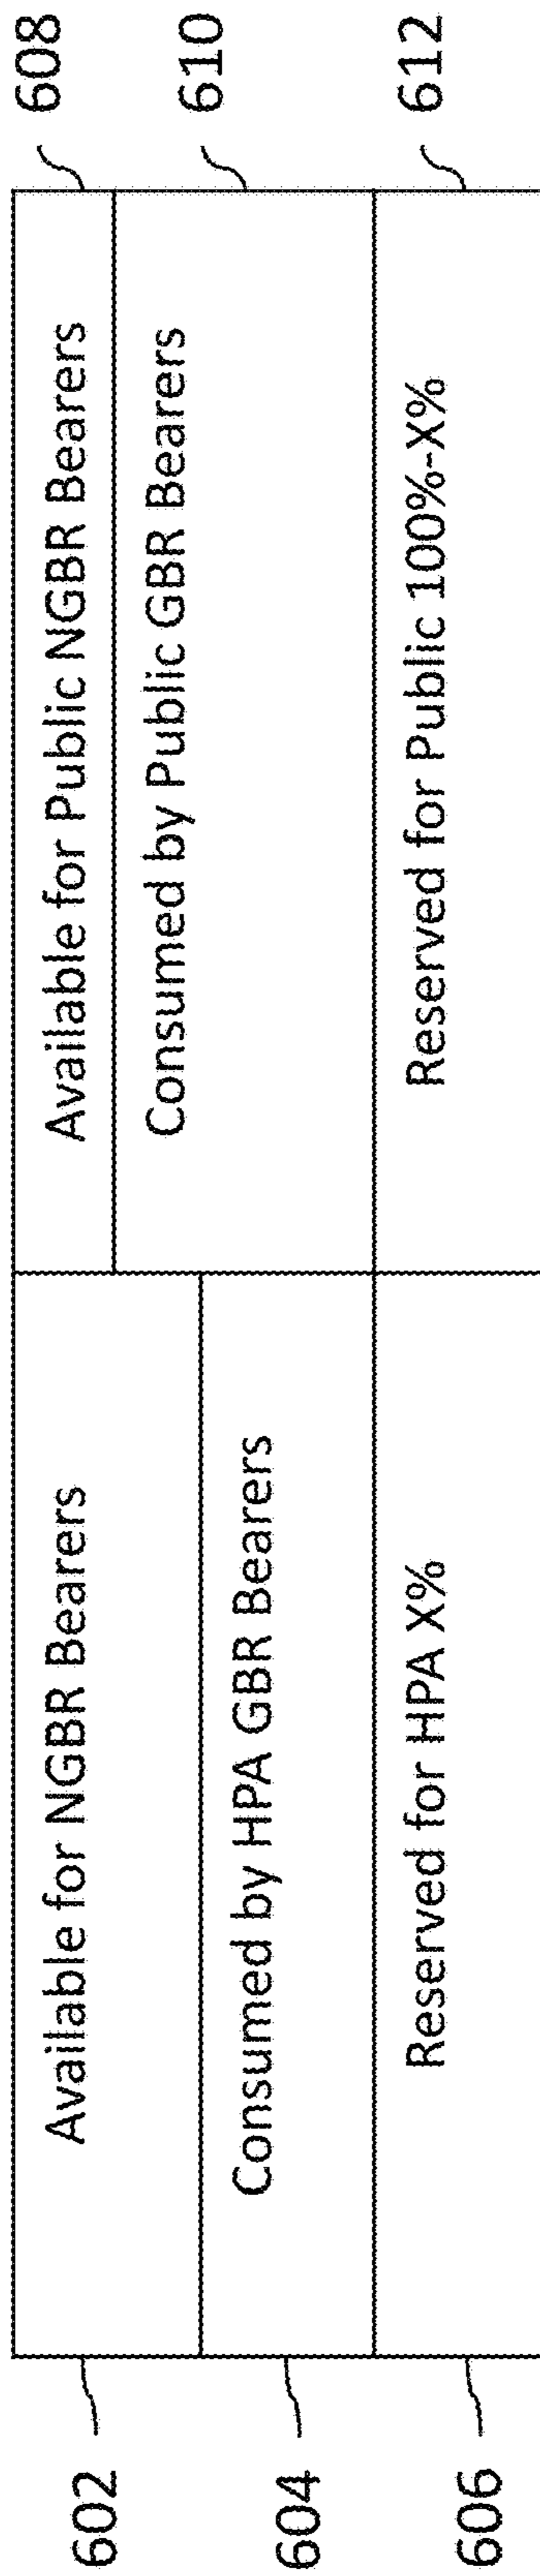 602
Available for NGBR Bearers
Available for Public NGBR Bearers
608
604
Consumed by HPA GBR Bearers
Consumed by Public GBR Bearers
610
606
Reserved for HPA X%
Reserved for Public 100%-X%
612